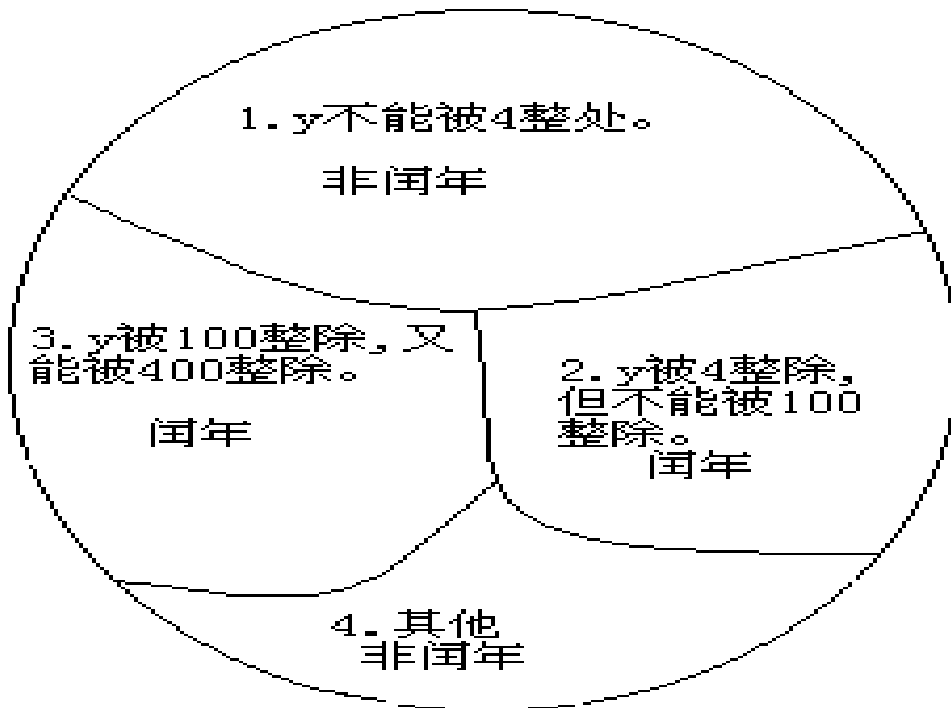 1. y不能被4整处。
非闰年
3. y被100整除,又
能被400整除。
闰年
2. y被4整除,
但不能被100
整除。
闰年
4. 其他
非闰年